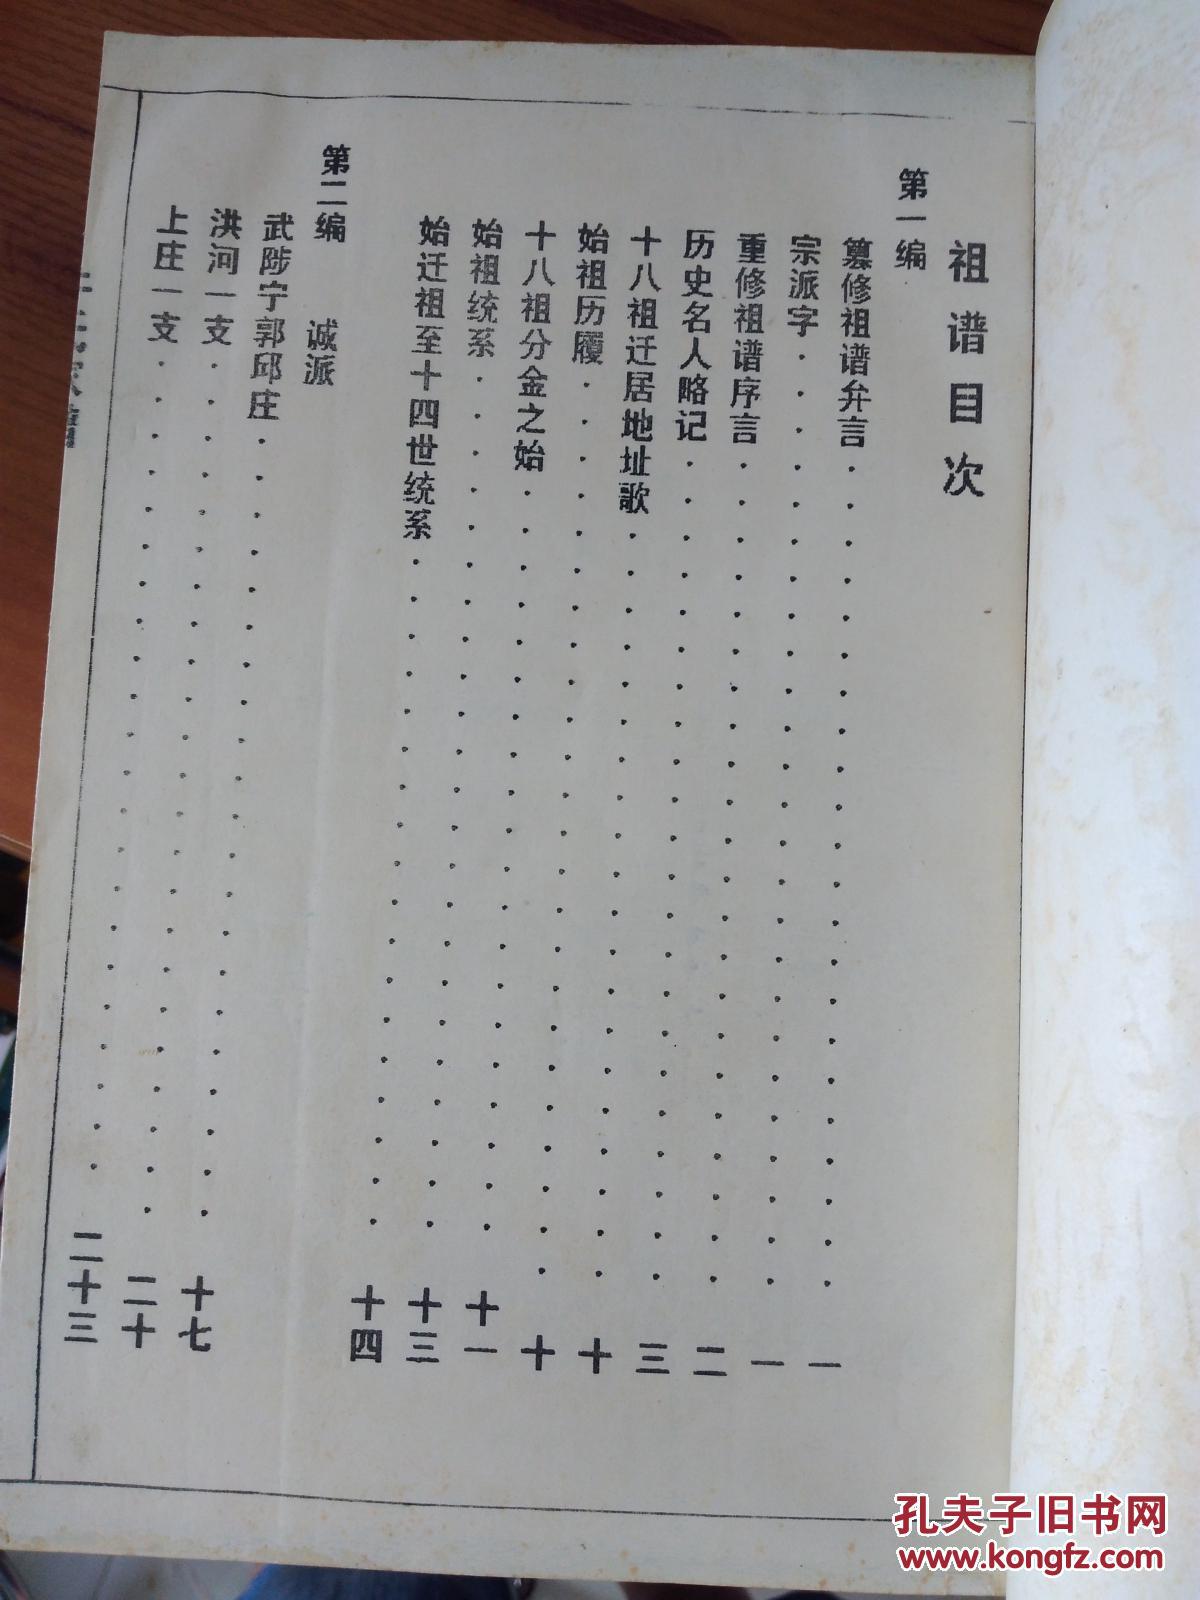 祖谱目次
第一编
纂修祖谱弁言··················一
宗派字····················一
重修祖谱序言··················二
历史名人略记··················三
十八祖迁居地址歌················十
始祖历履···················十
十八祖分金之始·················十一
始祖统系···················十三
始迁祖至十四世统系···············十四
第二编 诚派
武陟宁郭邱庄··················十七
洪河一支···················二十
上庄一支···················二十三
孔夫子旧书网
www.kongfz.com